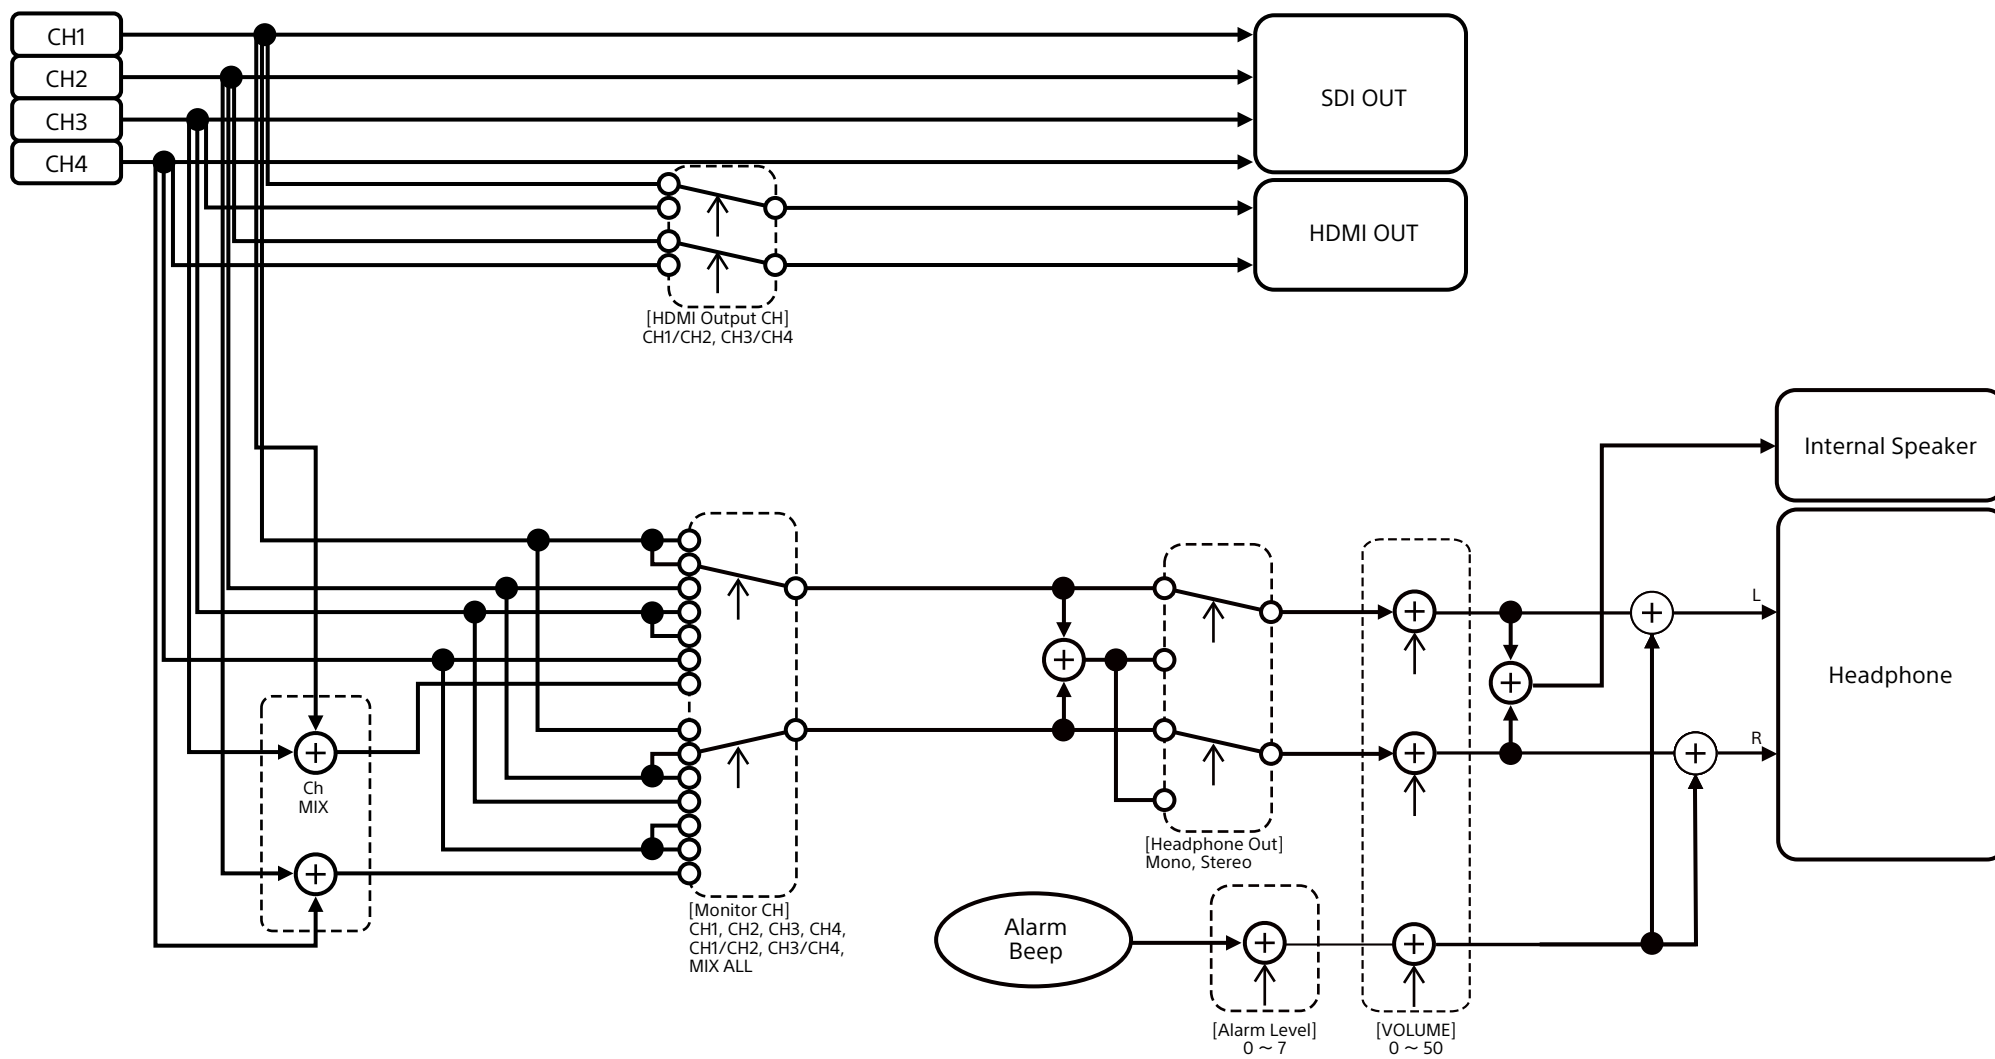 CH1
CH2
CH3
CH4
SDI OUT
HDMI OUT
[HDMI Output CH]
CH1/CH2, CH3/CH4
Internal Speaker
Headphone
L
R
Ch
MIX
[Monitor CH]
CH1, CH2, CH3, CH4,
CH1/CH2, CH3/CH4,
MIX ALL
[Headphone Out]
Mono, Stereo
Alarm
Beep
[Alarm Level]
0 ~ 7
[VOLUME]
0 ~ 50